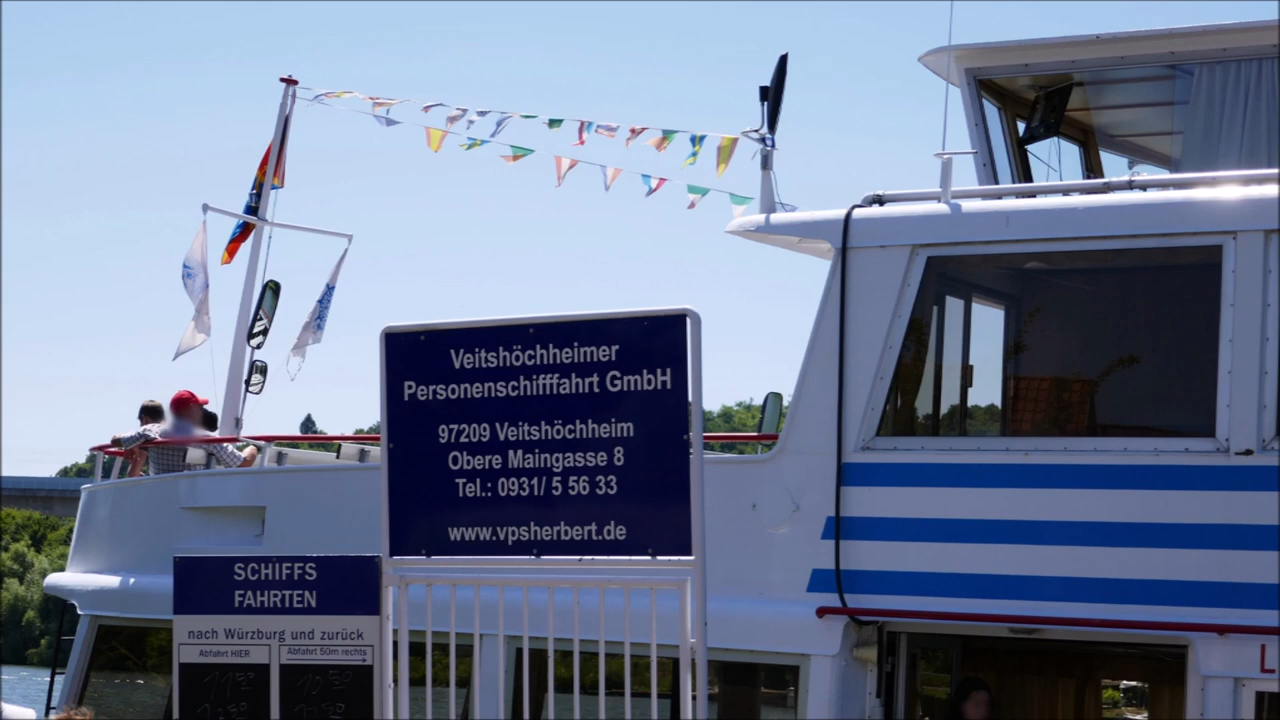 Veitshöchheimer
Personenschifffahrt GmbH
97209 Veitshöchheim
Obere Maingasse 8
Tel.: 0931/ 5 56 33
www.vpsherbert.de
SCHIFFS
FAHRTEN
nach Würzburg und zurück
Abfahrt HIER
Abfahrt 50m rechts